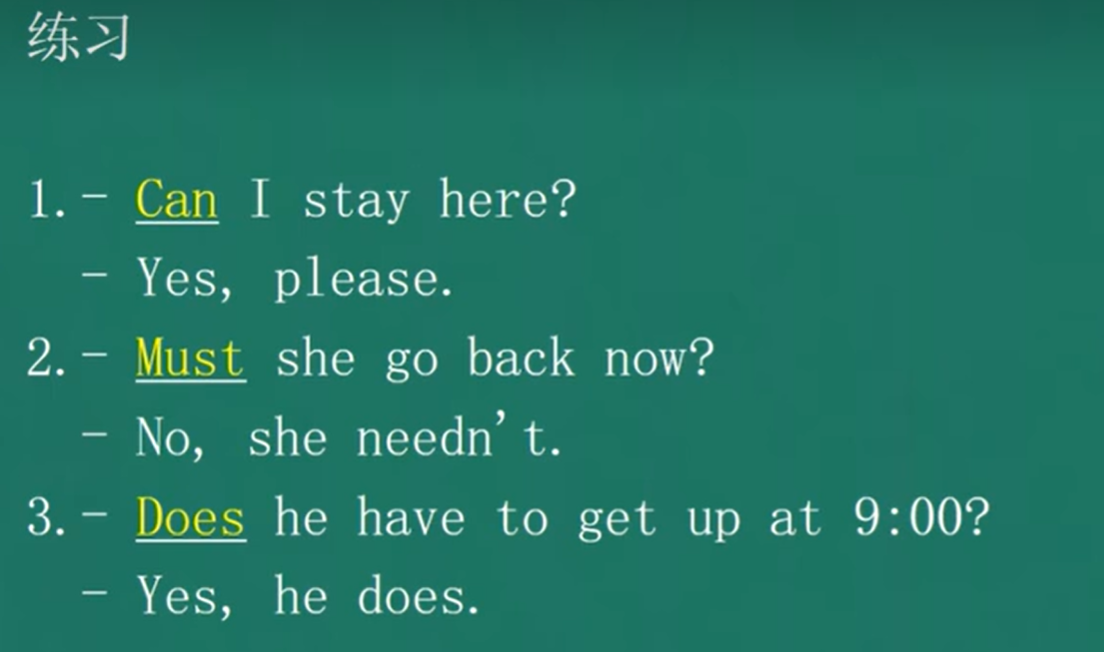 练习
1.- Can I stay here?
- Yes, please.
2.- Must she go back now?
- No, she needn't.
3.- Does he have to get up at 9:00?
- Yes, he does.